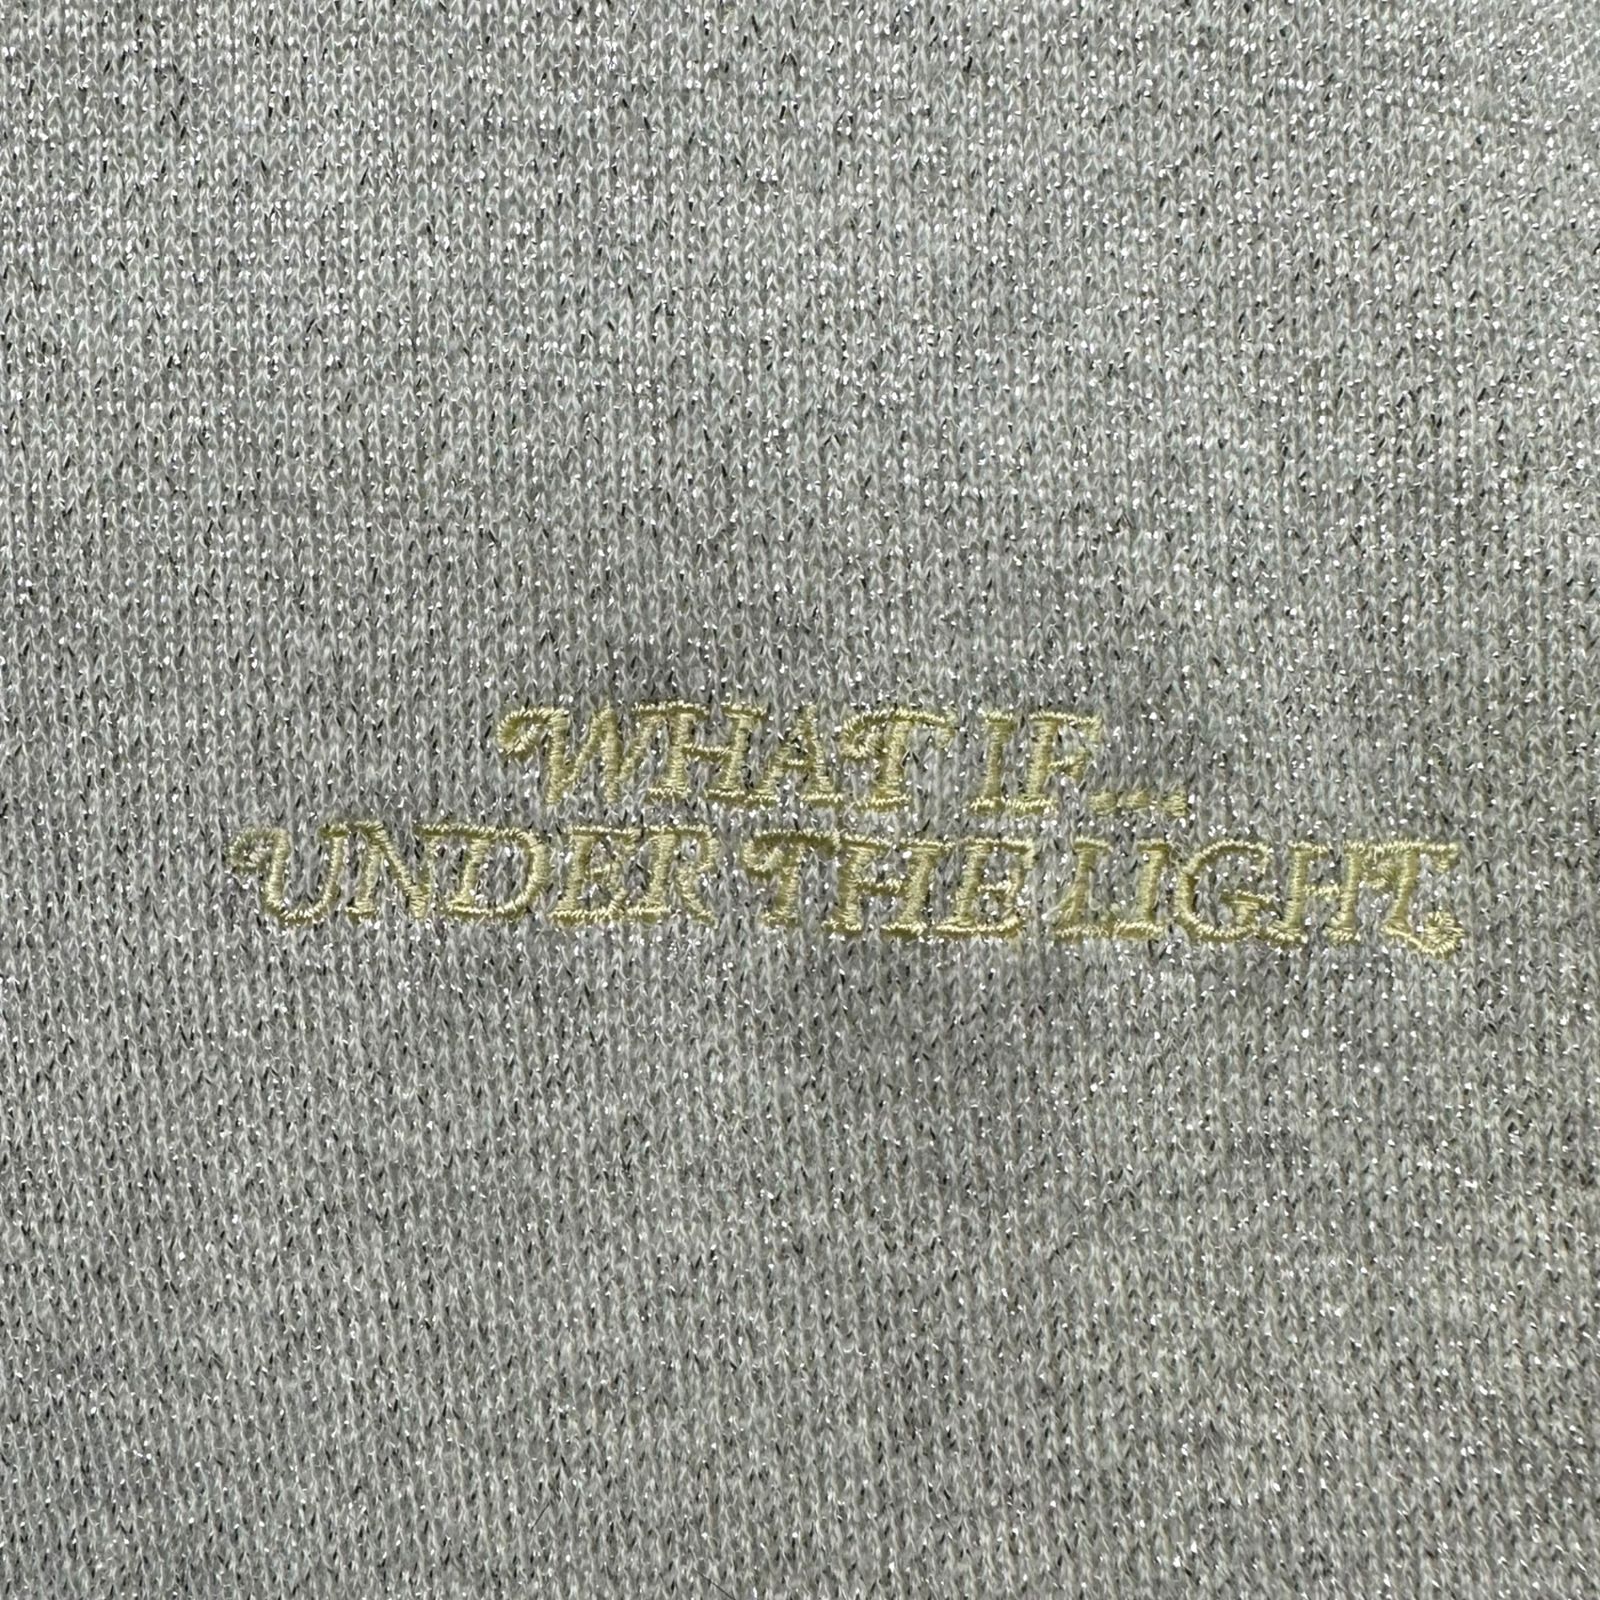 WHAT IF...
UNDER THE LIGHT